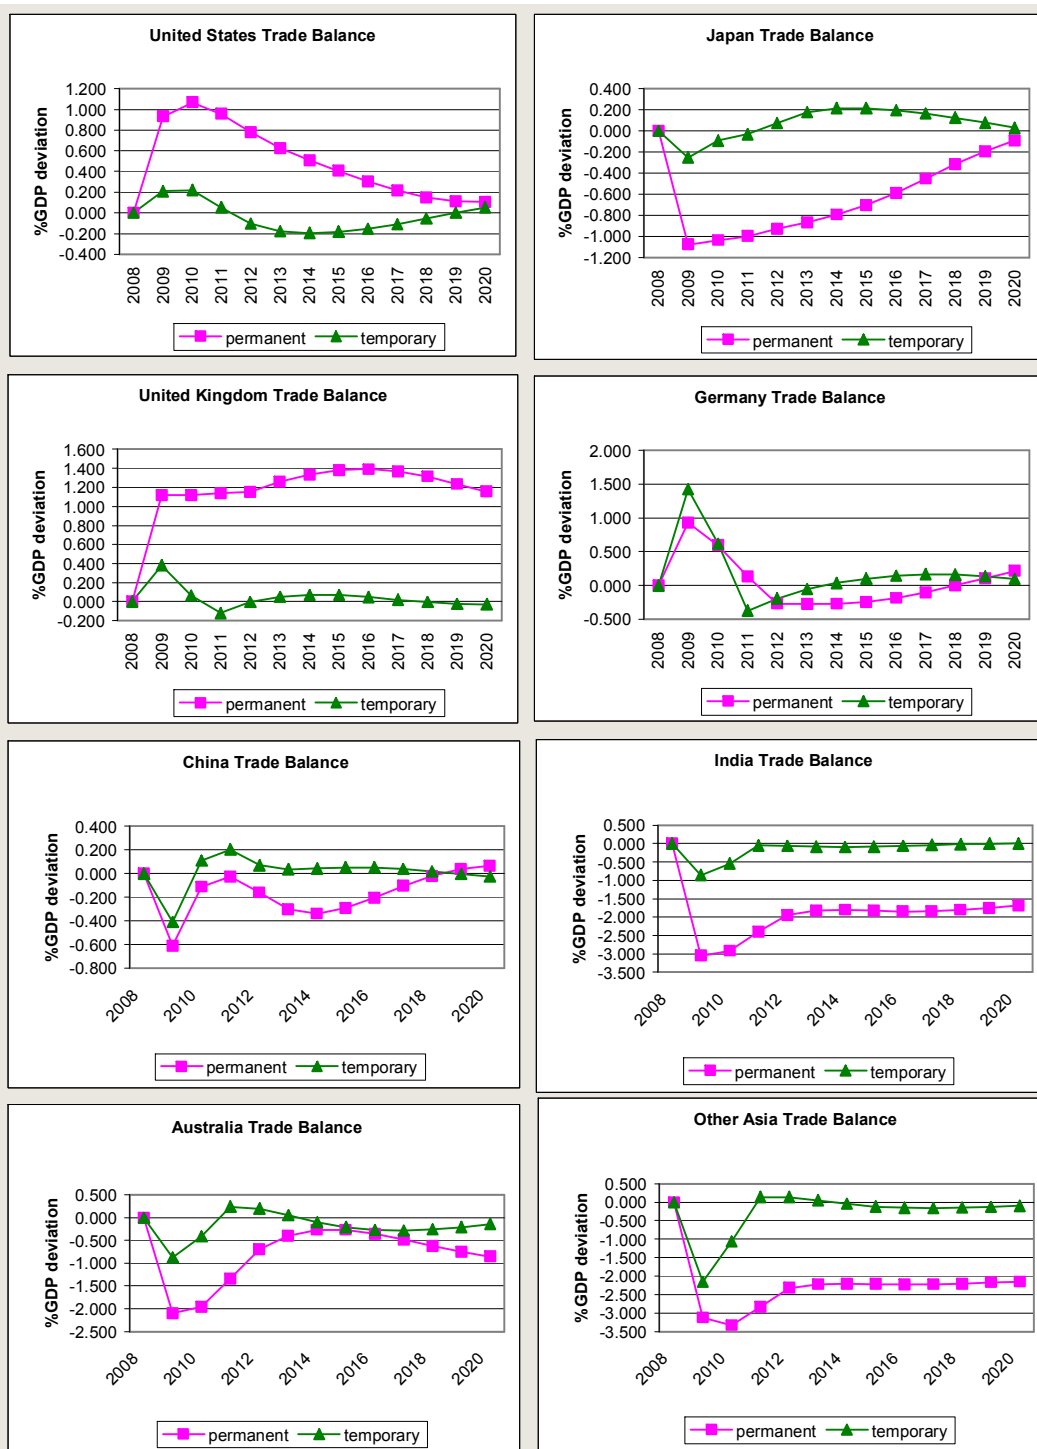 United States Trade Balance
%GDP deviation
1.200
1.000
0.800
0.600
0.400
0.200
0.000
-0.200
-0.400
2008 2009 2010 2011 2012 2013 2014 2015 2016 2017 2018 2019 2020
permanent temporary
Japan Trade Balance
%GDP deviation
0.400
0.200
0.000
-0.200
-0.400
-0.600
-0.800
-1.000
-1.200
2008 2009 2010 2011 2012 2013 2014 2015 2016 2017 2018 2019 2020
permanent temporary
United Kingdom Trade Balance
%GDP deviation
1.600
1.400
1.200
1.000
0.800
0.600
0.400
0.200
0.000
-0.200
2008 2009 2010 2011 2012 2013 2014 2015 2016 2017 2018 2019 2020
permanent temporary
Germany Trade Balance
%GDP deviation
2.000
1.500
1.000
0.500
0.000
-0.500
2008 2009 2010 2011 2012 2013 2014 2015 2016 2017 2018 2019 2020
permanent temporary
China Trade Balance
%GDP deviation
0.400
0.200
0.000
-0.200
-0.400
-0.600
-0.800
2008 2010 2012 2014 2016 2018 2020
permanent temporary
India Trade Balance
%GDP deviation
0.500
0.000
-0.500
-1.000
-1.500
-2.000
-2.500
-3.000
-3.500
2008 2010 2012 2014 2016 2018 2020
permanent temporary
Australia Trade Balance
%GDP deviation
0.500
0.000
-0.500
-1.000
-1.500
-2.000
-2.500
2008 2010 2012 2014 2016 2018 2020
permanent temporary
Other Asia Trade Balance
%GDP deviation
0.500
0.000
-0.500
-1.000
-1.500
-2.000
-2.500
-3.000
-3.500
2008 2010 2012 2014 2016 2018 2020
permanent temporary